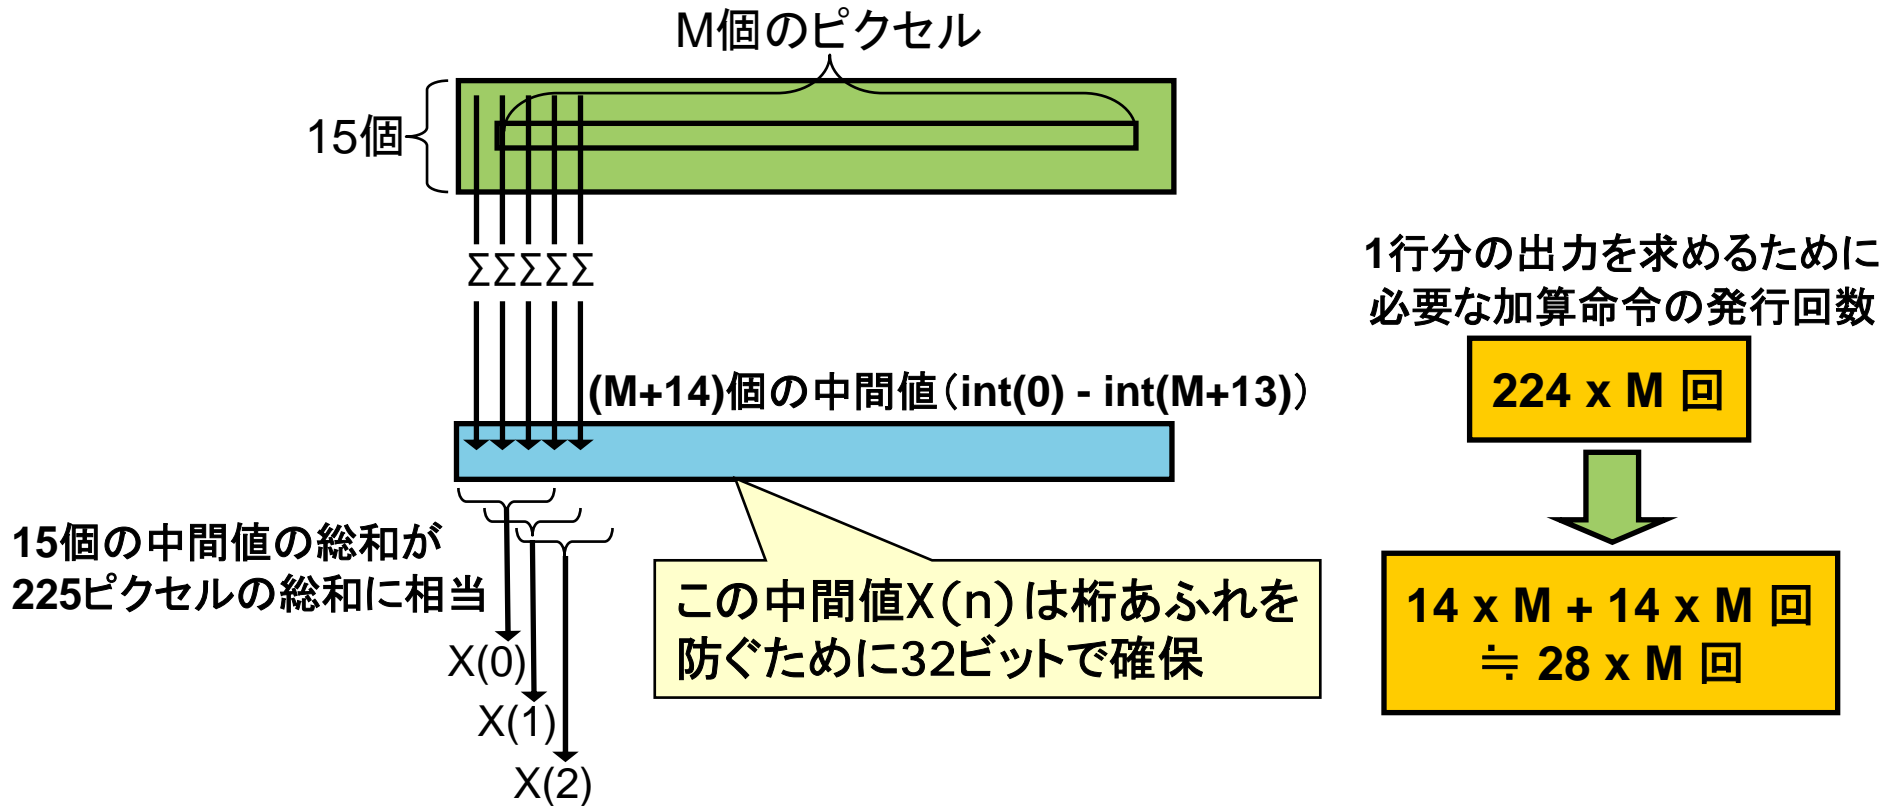 M個のピクセル
15個
ΣΣΣΣΣ
(M+14)個の中間値（int(0) - int(M+13)）
15個の中間値の総和が
225ピクセルの総和に相当
X(0)
X(1)
X(2)
この中間値X(n)は桁あふれを
防ぐために32ビットで確保
1行分の出力を求めるために
必要な加算命令の発行回数
224 x M 回
14 x M + 14 x M 回
≒ 28 x M 回